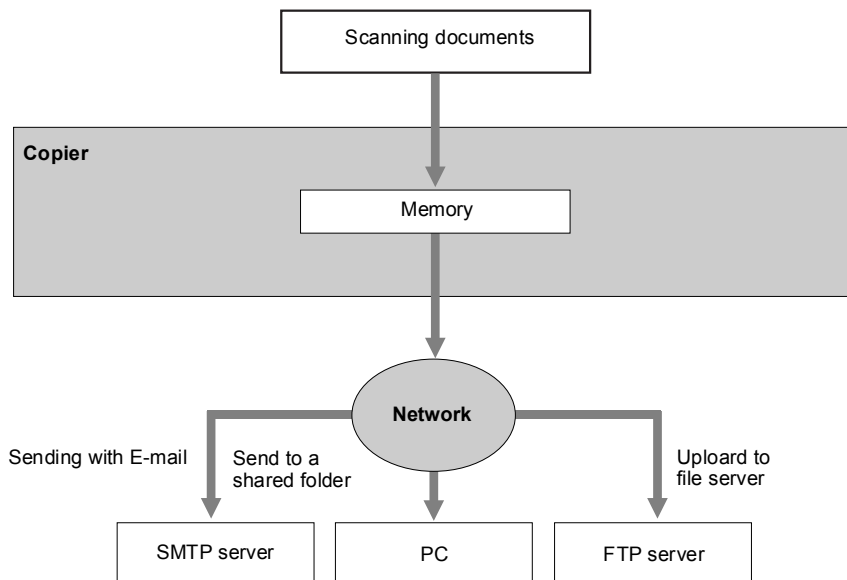 Scanning documents
Copier
Memory
Network
Sending with E-mail
Send to a
shared folder
Uploard to
file server
SMTP server
PC
FTP server